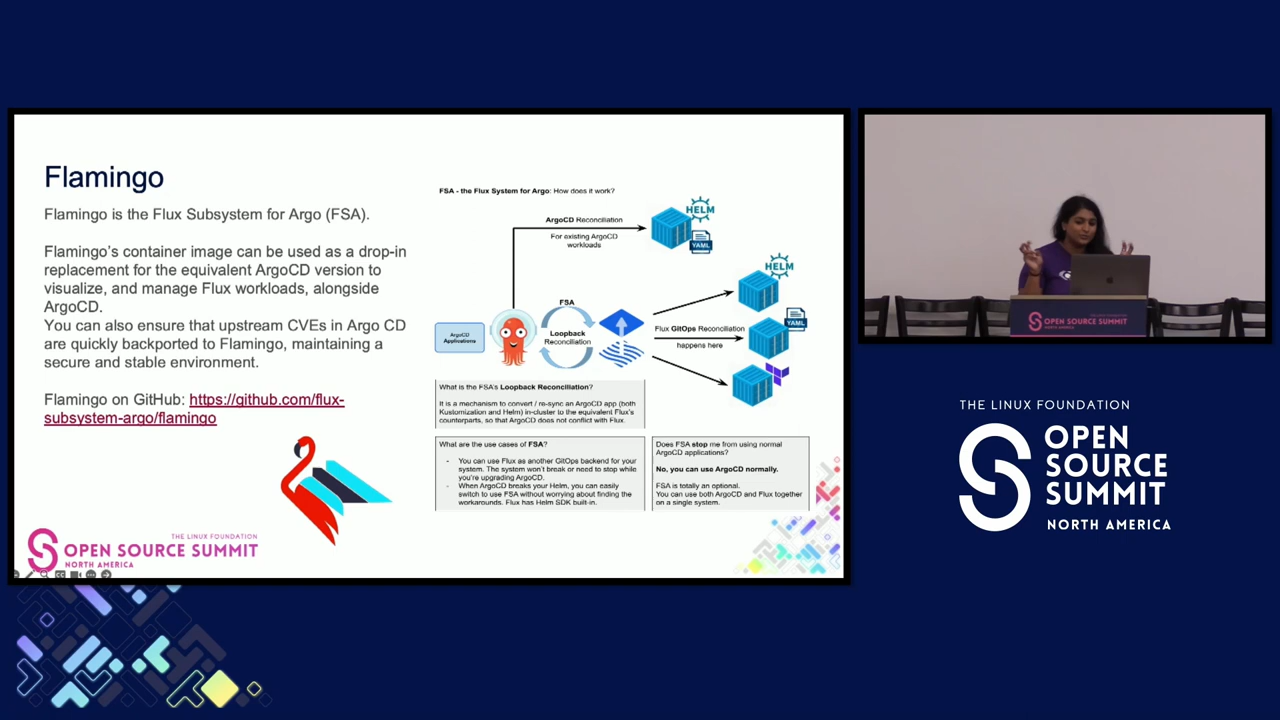 Flamingo
Flamingo is the Flux Subsystem for Argo (FSA).
Flamingo's container image can be used as a drop-in
replacement for the equivalent ArgoCD version to
visualize, and manage Flux workloads, alongside
ArgoCD.
You can also ensure that upstream CVEs in Argo CD
are quickly backported to Flamingo, maintaining a
secure and stable environment.
Flamingo on GitHub: https://github.com/flux-
subsystem-argo/flamingo
FSA - the Flux System for Argo: How does it work?
ArgoCD Reconciliation
For existing ArgoCD
workloads
HELM
YAML
ArgoCD
Applications
FSA
Loopback
Reconciliation
Flux GitOps Reconciliation
happens here
HELM
YAML
What is the FSA's Loopback Reconciliation?
It is a mechanism to convert / re-sync an ArgoCD app (both
Kustomization and Helm) in-cluster to the equivalent Flux's
counterparts, so that ArgoCD does not conflict with Flux.
What are the use cases of FSA?
- You can use Flux as another GitOps backend for your
system. The system won't break or need to stop while
you're upgrading ArgoCD.
- When ArgoCD breaks your Helm, you can easily
switch to use FSA without worrying about finding the
workarounds. Flux has Helm SDK built-in.
Does FSA stop me from using normal
ArgoCD applications?
No, you can use ArgoCD normally.
FSA is totally an optional.
You can use both ArgoCD and Flux together
on a single system.
THE LINUX FOUNDATION
OPEN SOURCE SUMMIT
NORTH AMERICA
OPEN SOURCE SUMMIT
NORTH AMERICA
THE LINUX FOUNDATION
OPEN
SOURCE
SUMMIT
NORTH AMERICA